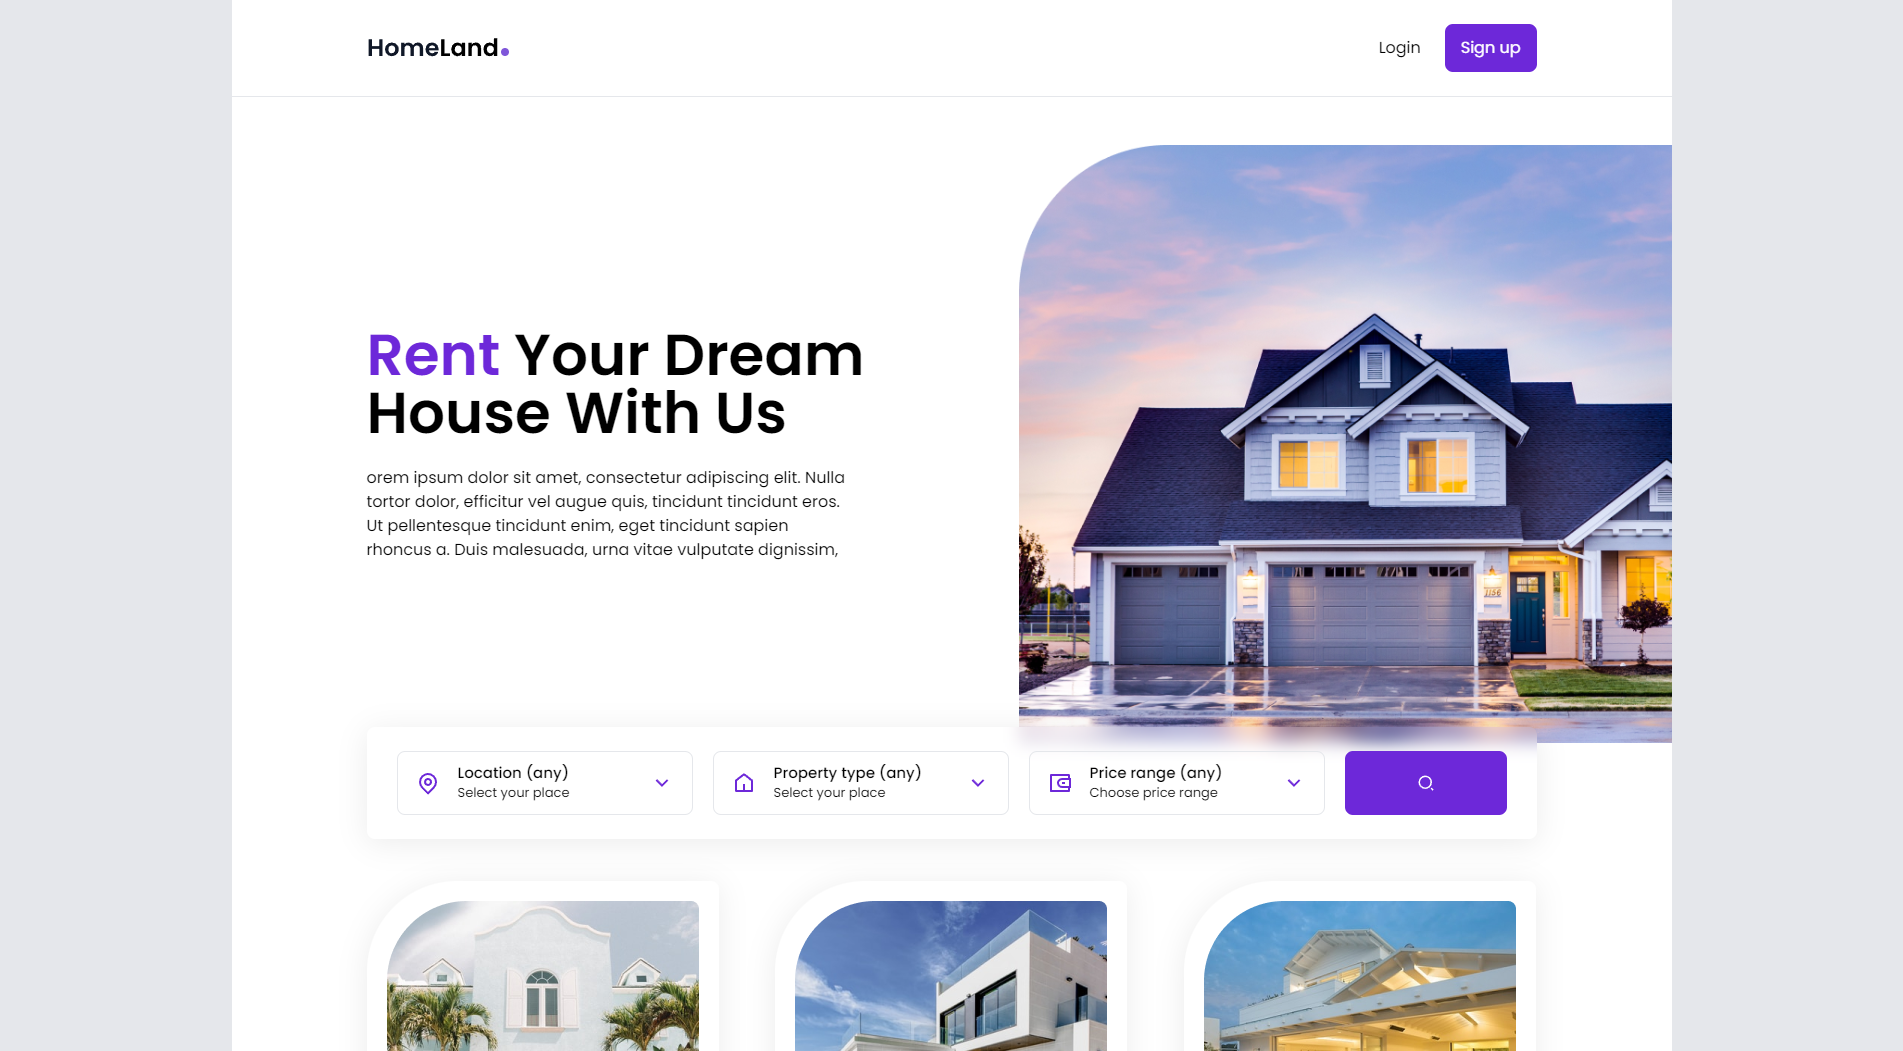 HomeLand
Login
Sign up
Rent Your Dream
House With Us
orem ipsum dolor sit amet, consectetur adipiscing elit. Nulla
tortor dolor, efficitur vel augue quis, tincidunt tincidunt eros.
Ut pellentesque tincidunt enim, eget tincidunt sapien
rhoncus a. Duis malesuada, urna vitae vulputate dignissim,
1156
Location (any)
Select your place
Property type (any)
Select your place
Price range (any)
Choose price range